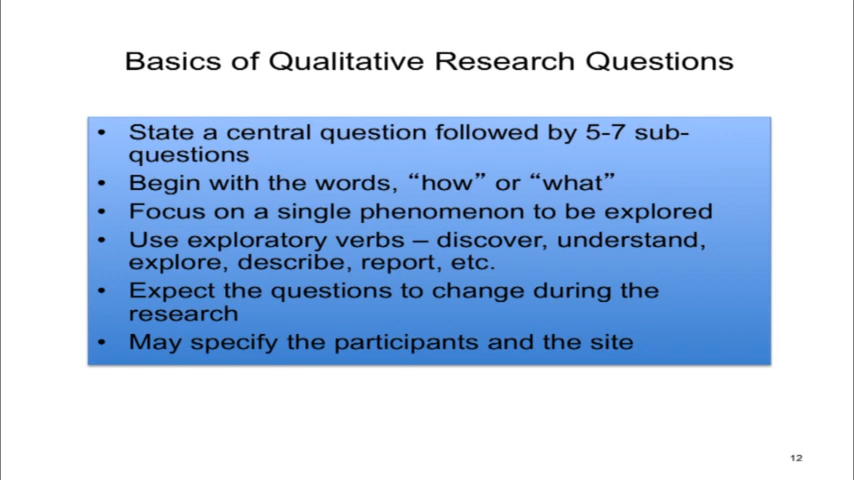 Basics of Qualitative Research Questions
• State a central question followed by 5-7 sub-
questions
• Begin with the words, “how” or “what”
• Focus on a single phenomenon to be explored
• Use exploratory verbs – discover, understand,
explore, describe, report, etc.
• Expect the questions to change during the
research
• May specify the participants and the site
12